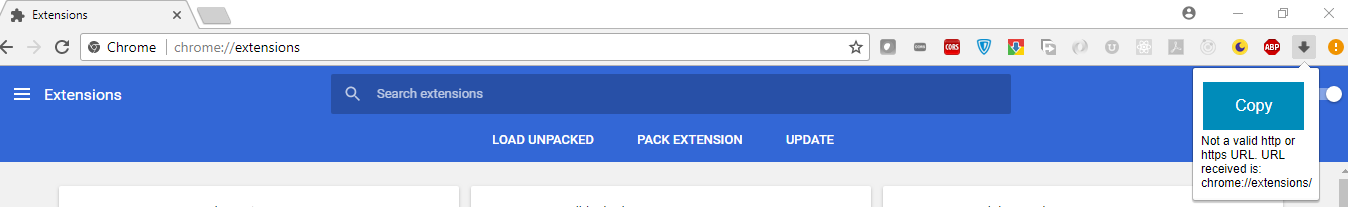 Extensions
Chrome chrome://extensions
CORS
ABP
Extensions
Search extensions
LOAD UNPACKED PACK EXTENSION UPDATE
Copy
Not a valid http or
https URL. URL
received is:
chrome://extensions/